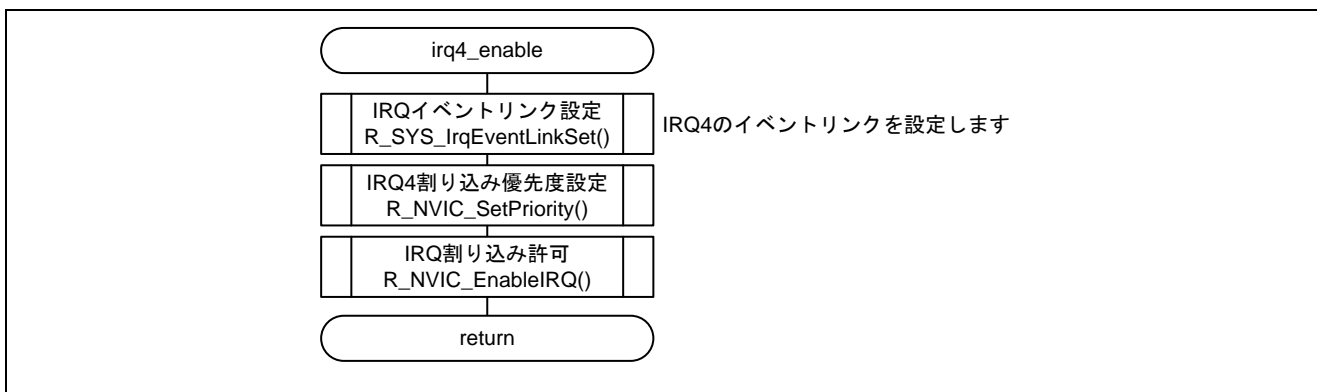 irq4_enable
IRQイベントリンク設定
R_SYS_IrqEventLinkSet()
IRQ4のイベントリンクを設定します
IRQ4割り込み優先度設定
R_NVIC_SetPriority()
IRQ割り込み許可
R_NVIC_EnableIRQ()
return